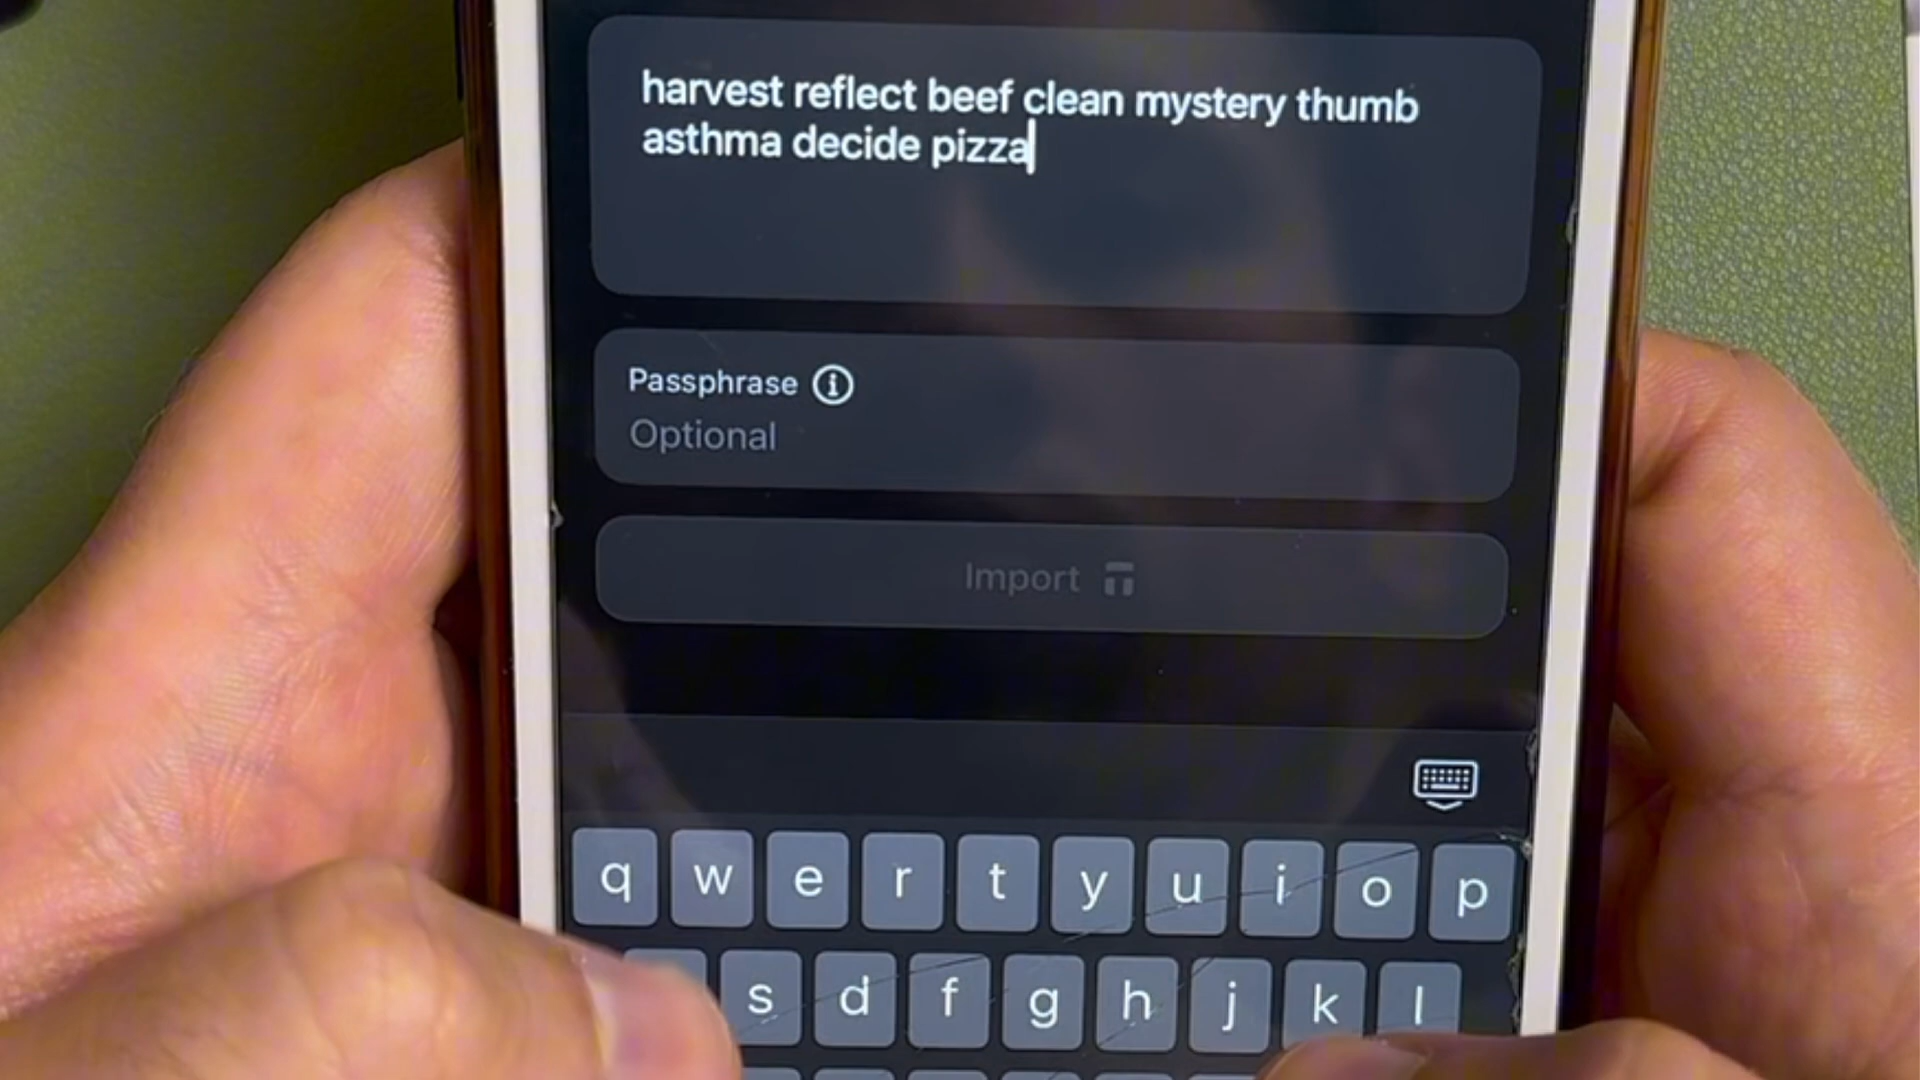 harvest reflect beef clean mystery thumb
asthma decide pizza
Passphrase
Optional
Import
q w e r t y u i o p
s d f g h j k l